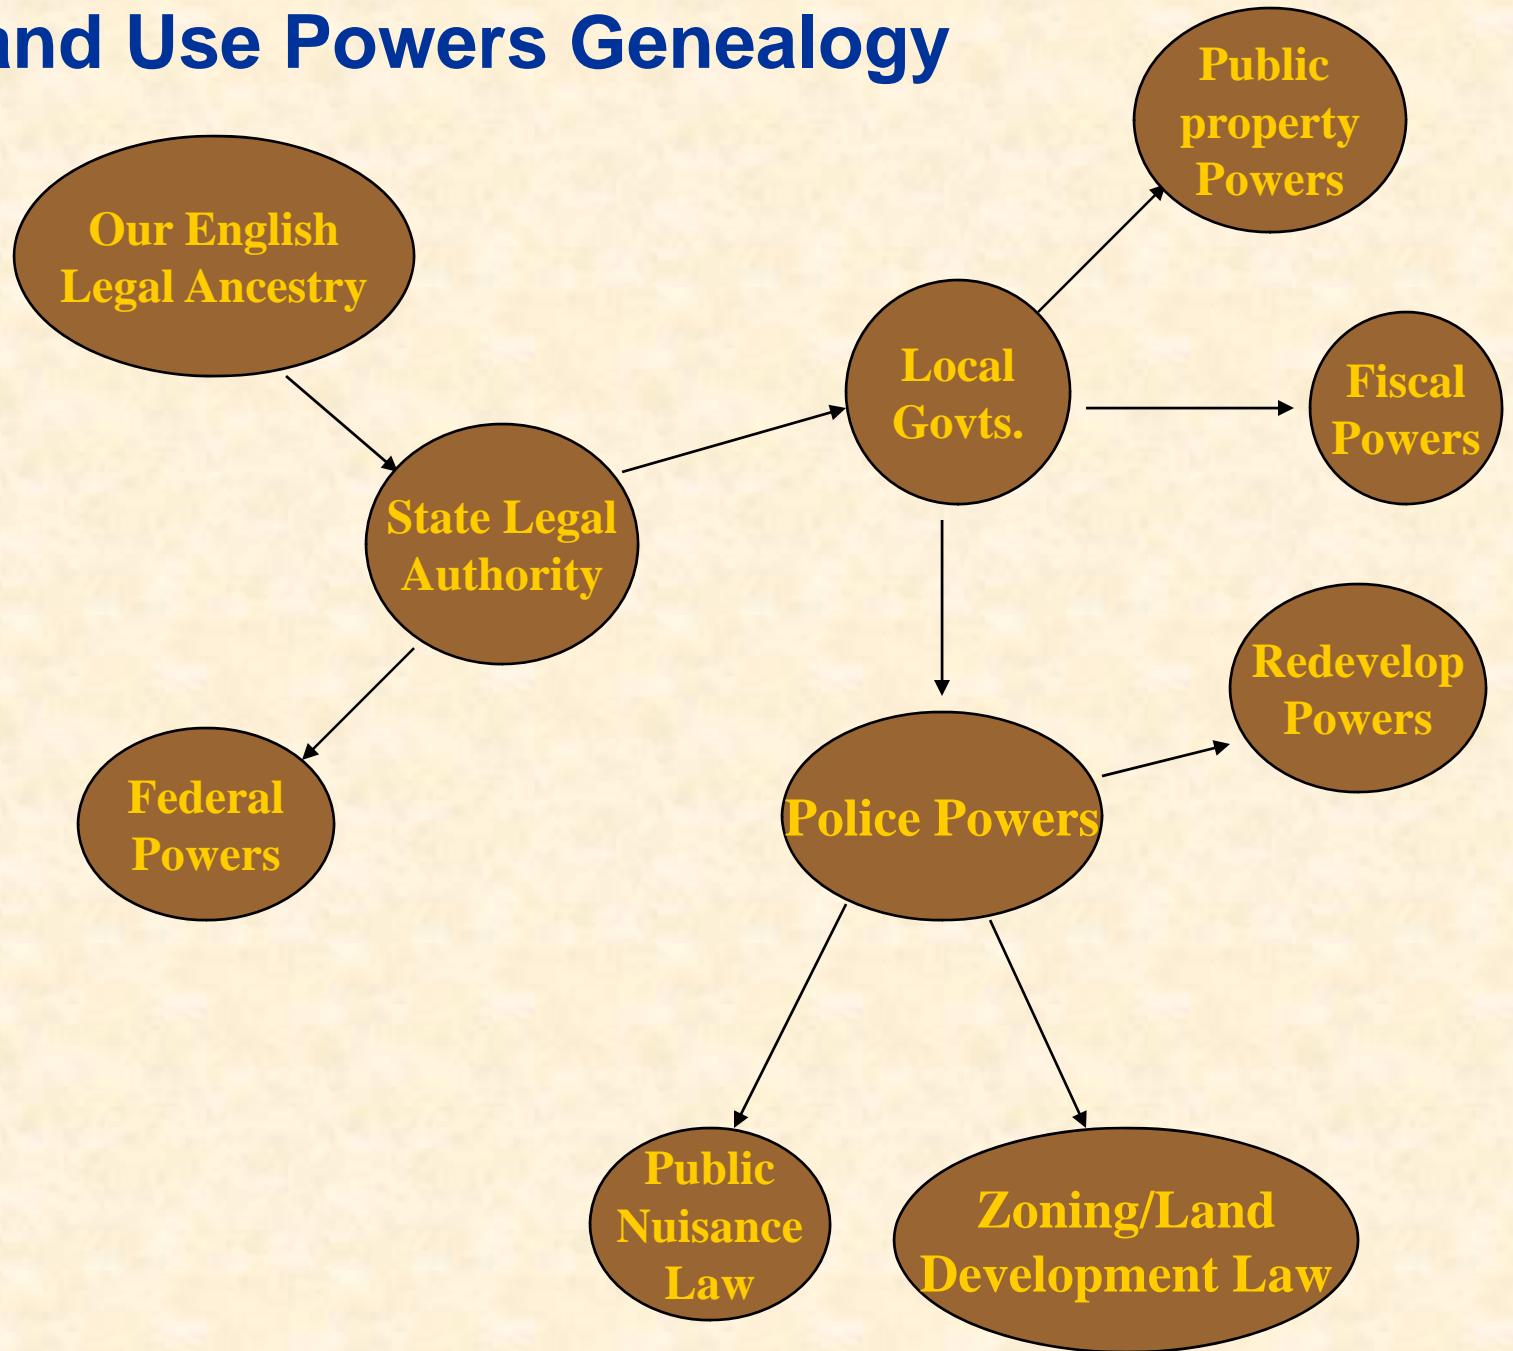 and Use Powers Genealogy
Public
property
Powers
Our English
Legal Ancestry
Local
Govts.
Fiscal
Powers
State Legal
Authority
Redevelop
Powers
Federal
Powers
Police Powers
Public
Nuisance
Law
Zoning/Land
Development Law